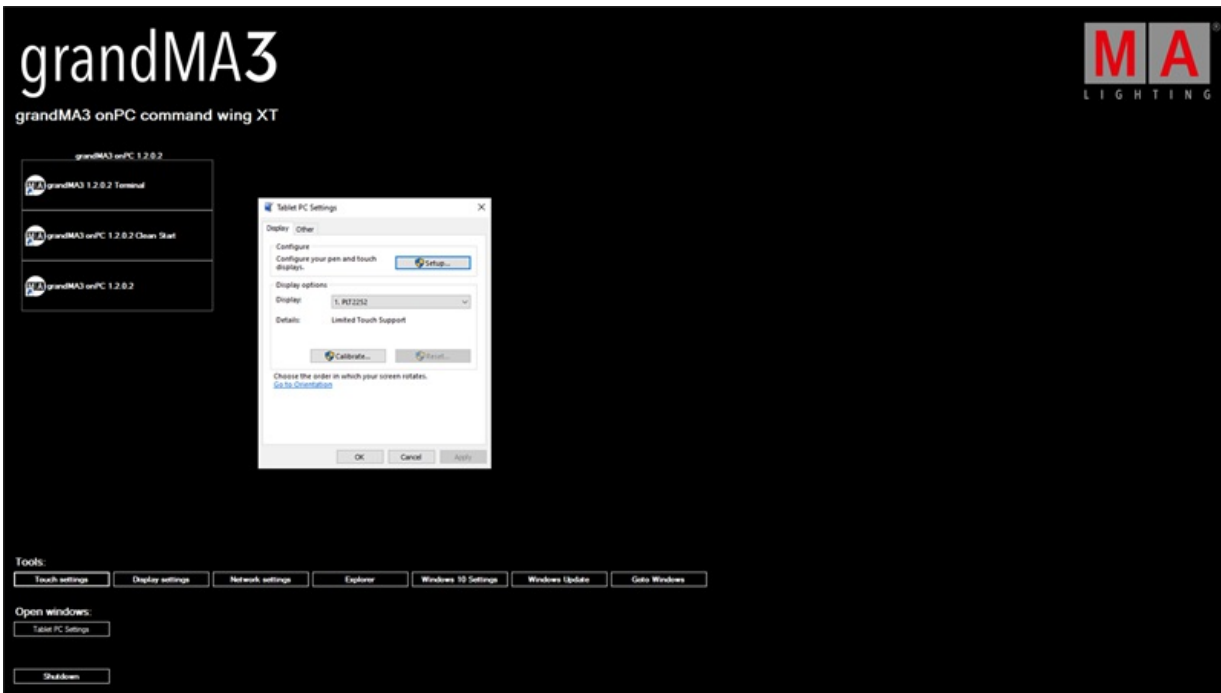 grandMA3
MA
LIGHTING
grandMA3 onPC command wing XT
grandMA3 onPC 1.2.0.2
grandMA3 1.2.0.2 Terminal
grandMA3 onPC 1.2.0.2 Clean Start
grandMA3 onPC 1.2.0.2
Tablet PC Settings
Display Other
Configure
Configure your pen and touch
displays.
Setup...
Display options
Display: 1. PLT2252
Details: Limited Touch Support
Calibrate... Reset...
Choose the order in which your screen rotates.
Go to Orientation
OK Cancel Apply
Tools:
Touch settings Display settings Network settings Explorer Windows 10 Settings Windows Update Goto Windows
Open windows:
Tablet PC Settings
Shutdown